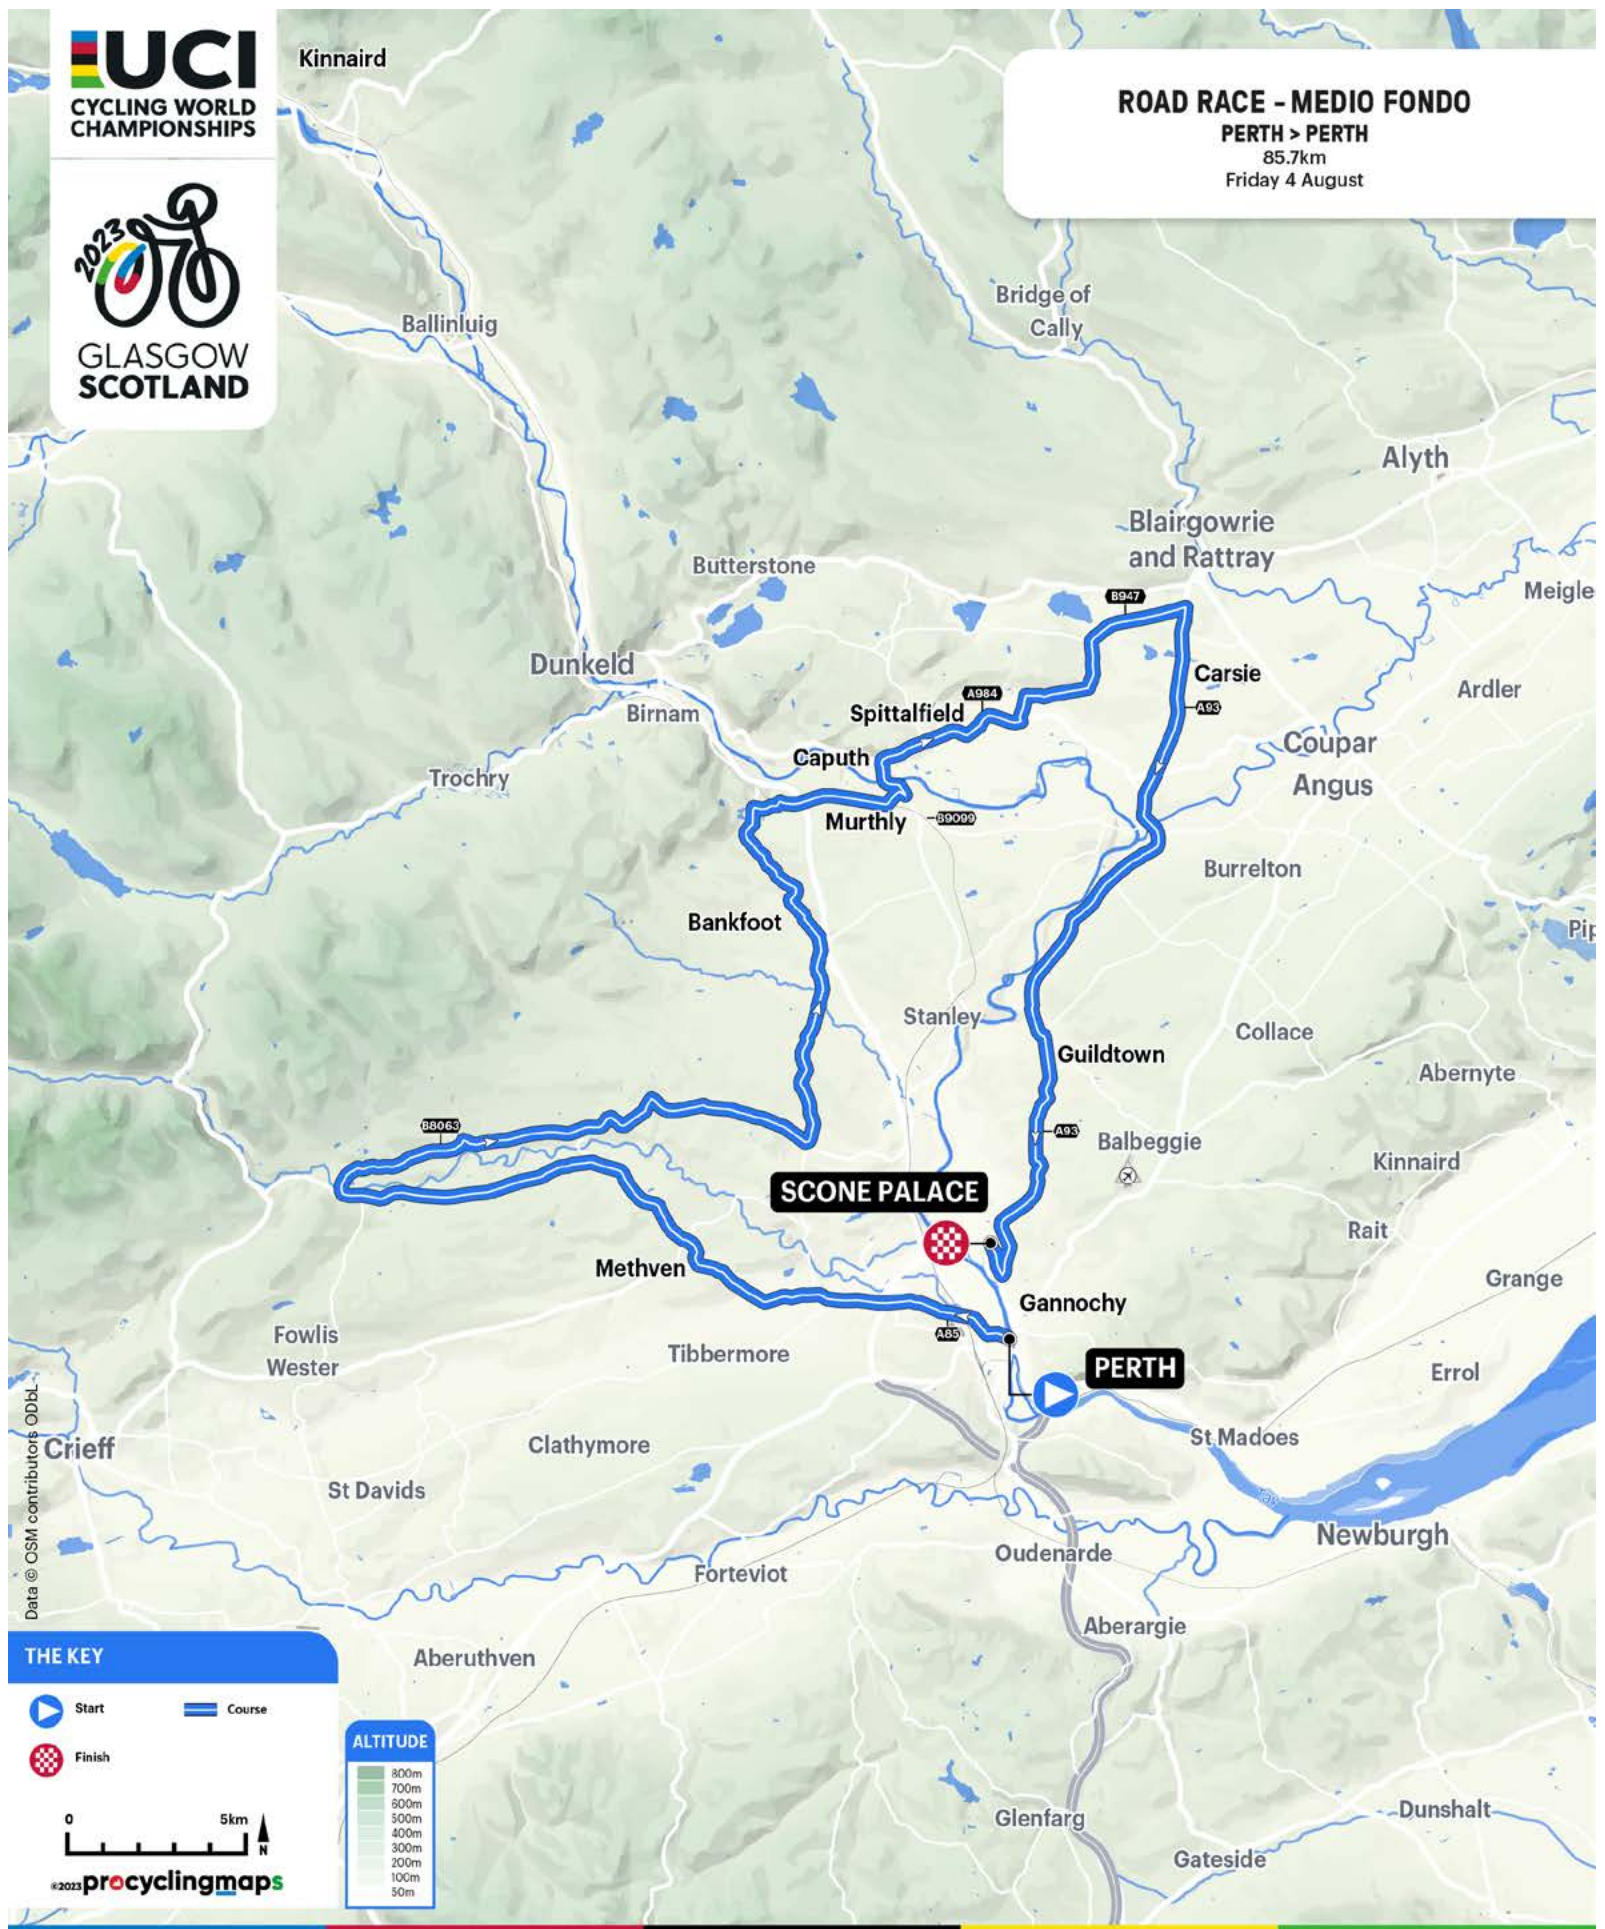 UCI
CYCLING WORLD
CHAMPIONSHIPS
2023
GLASGOW
SCOTLAND
ROAD RACE - MEDIO FONDO
PERTH > PERTH
85.7km
Friday 4 August
Kinnaird
Ballinluig
Bridge of
Cally
Alyth
Blairgowrie
and Rattray
Butterstone
Meigle
B947
Dunkeld
Carsie
Ardler
A984
Spittalfield
A93
Birnam
Coupar
Angus
Caputh
Trochry
Murthly
B9099
Burrelton
Bankfoot
Pip
Stanley
Collace
Guildtown
Abernyte
B8063
A93
Balbeggie
Kinnaird
SCONE PALACE
Rait
Methven
Grange
Gannochy
A85
Fowlis
Wester
Tibbermore
PERTH
Errol
Crieff
Clathymore
St Madoes
St Davids
Tay
Newburgh
Oudenarde
Forteviot
Aberargie
Aberuthven
Glenfarg
Dunshalt
Gateside
Data © OSM contributors ODbL
THE KEY
Start
Course
Finish
0
5km
N
©2023 procyclingmaps
ALTITUDE
800m
700m
600m
500m
400m
300m
200m
100m
50m